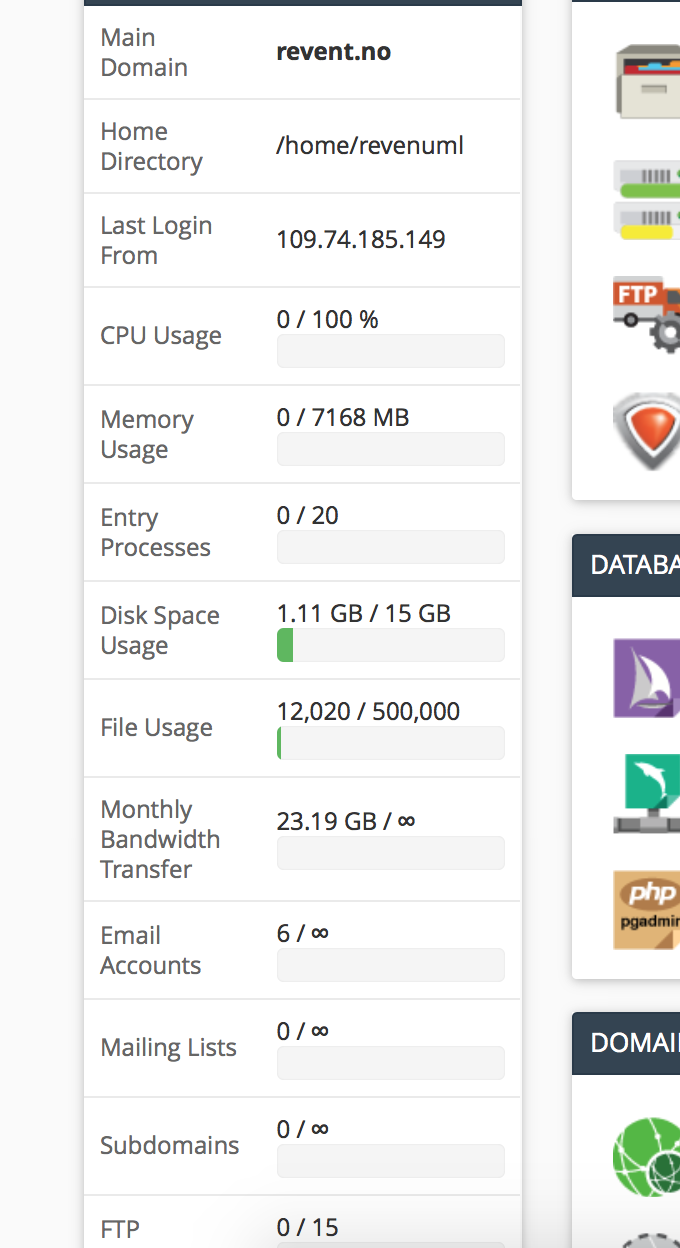 Main
Domain
revent.no
Home
Directory
/home/revenuml
Last Login
From
109.74.185.149
CPU Usage
0 / 100 %
Memory
Usage
0 / 7168 MB
Entry
Processes
0 / 20
Disk Space
Usage
1.11 GB / 15 GB
File Usage
12,020 / 500,000
Monthly
Bandwidth
Transfer
23.19 GB / ∞
Email
Accounts
6 / ∞
Mailing Lists
0 / ∞
Subdomains
0 / ∞
FTP
0 / 15
FTP
DATABA
php
pgadmin
DOMAI